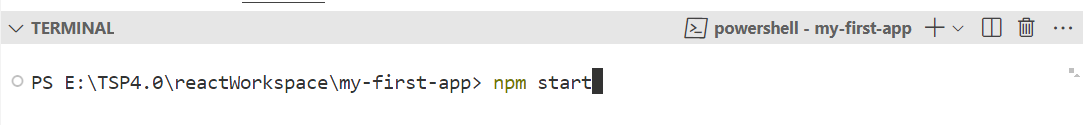 TERMINAL
powershell - my-first-app
PS E:\TSP4.0\reactWorkspace\my-first-app> npm start